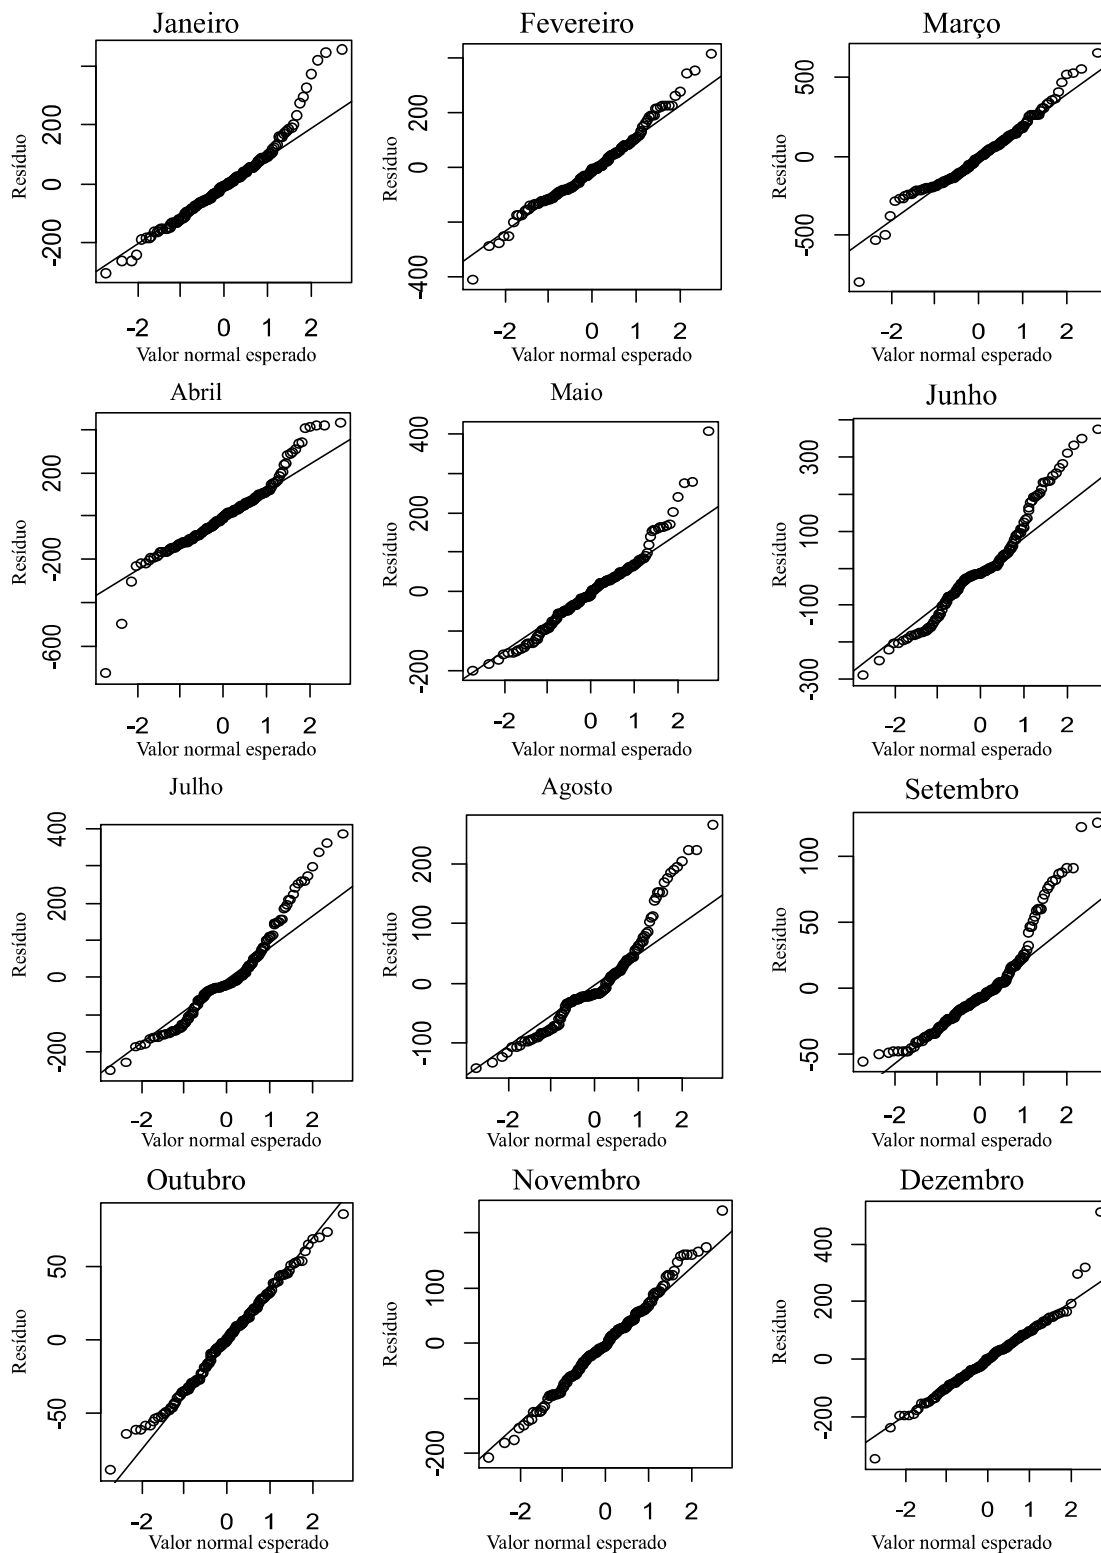 Janeiro
Fevereiro
Março
Resíduo
200
0
-200
-2
0
1
2
Valor normal esperado
Resíduo
200
0
-400
-2
0
1
2
Valor normal esperado
Resíduo
500
0
-500
-2
0
1
2
Valor normal esperado
Abril
Maio
Junho
Resíduo
200
-200
-600
-2
0
1
2
Valor normal esperado
Resíduo
400
200
0
-200
-2
0
1
2
Valor normal esperado
Resíduo
300
100
-100
-300
-2
0
1
2
Valor normal esperado
Julho
Agosto
Setembro
Resíduo
400
200
0
-200
-2
0
1
2
Valor normal esperado
Resíduo
200
100
0
-100
-2
0
1
2
Valor normal esperado
Resíduo
100
50
0
-50
-2
0
1
2
Valor normal esperado
Outubro
Novembro
Dezembro
Resíduo
50
0
-50
-2
0
1
2
Valor normal esperado
Resíduo
100
0
-200
-2
0
1
2
Valor normal esperado
Resíduo
400
200
0
-200
-2
0
1
2
Valor normal esperado